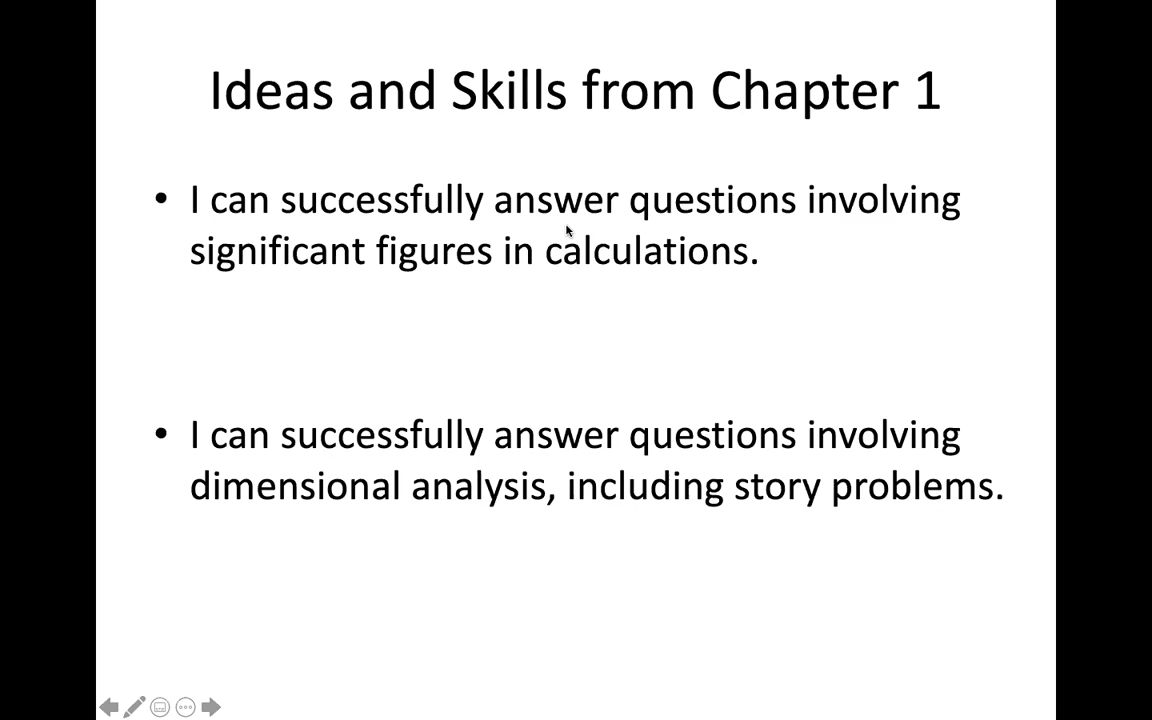 Ideas and Skills from Chapter 1
• I can successfully answer questions involving
significant figures in calculations.
• I can successfully answer questions involving
dimensional analysis, including story problems.